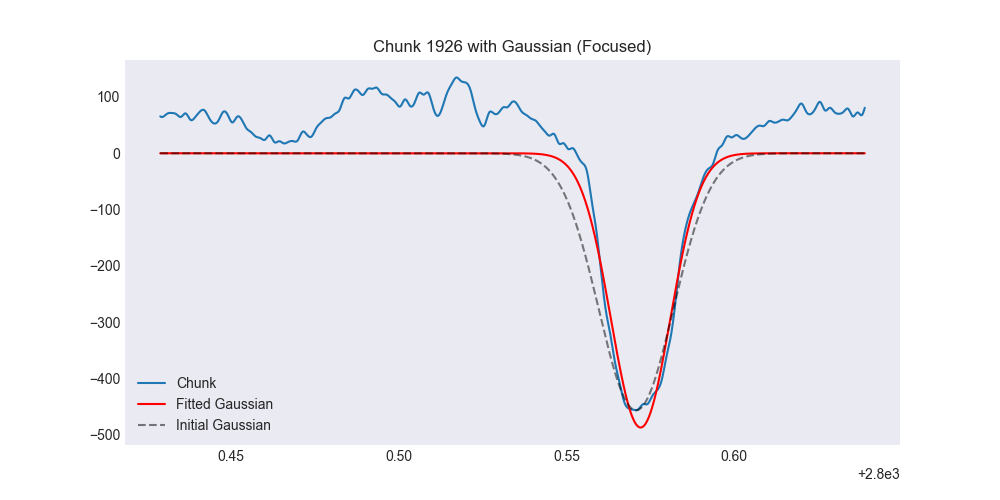 Chunk 1926 with Gaussian (Focused)
100
0
−100
−200
−300
−400
−500
Chunk
Fitted Gaussian
Initial Gaussian
0.45 0.50 0.55 0.60
+2.8e3